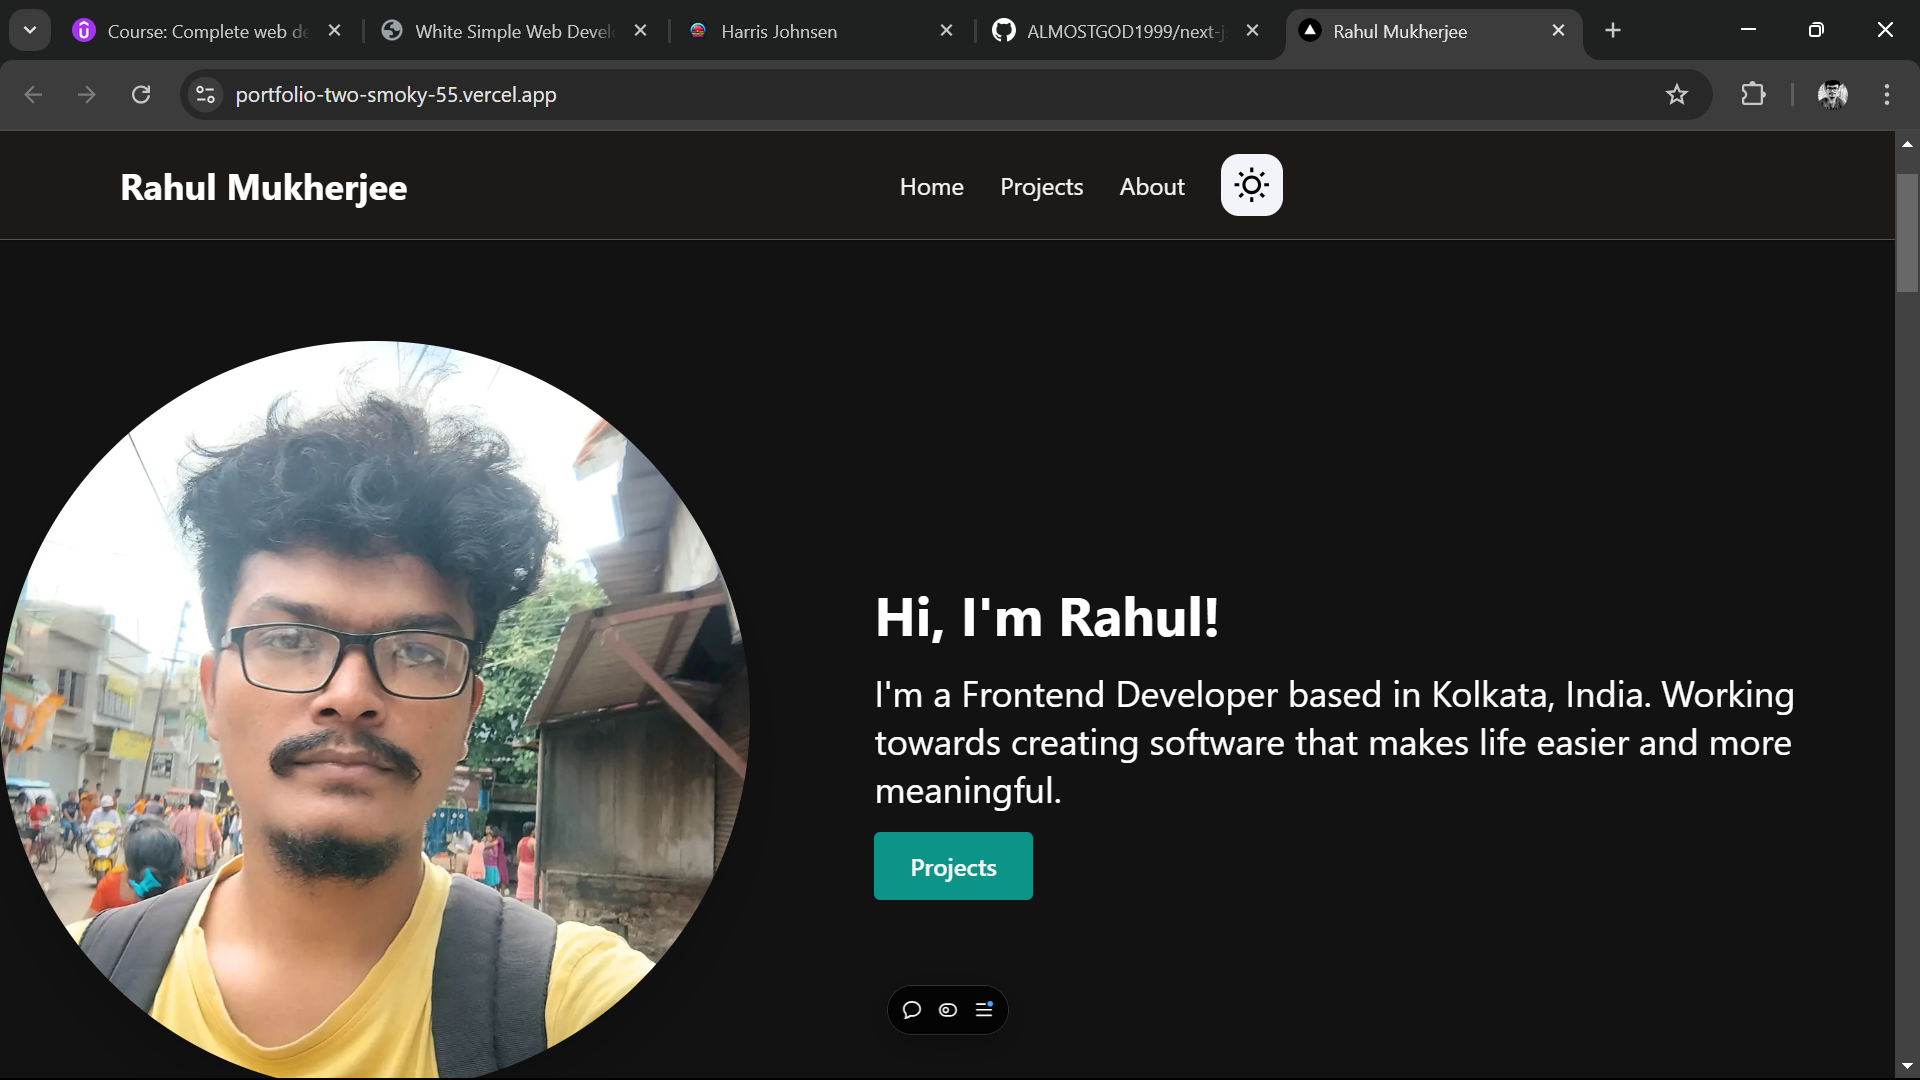 Course: Complete web de
White Simple Web Devel
Harris Johnsen
ALMOSTGOD1999/next-j
Rahul Mukherjee
portfolio-two-smoky-55.vercel.app
Rahul Mukherjee
Home
Projects
About
Hi, I'm Rahul!
I'm a Frontend Developer based in Kolkata, India. Working
towards creating software that makes life easier and more
meaningful.
Projects